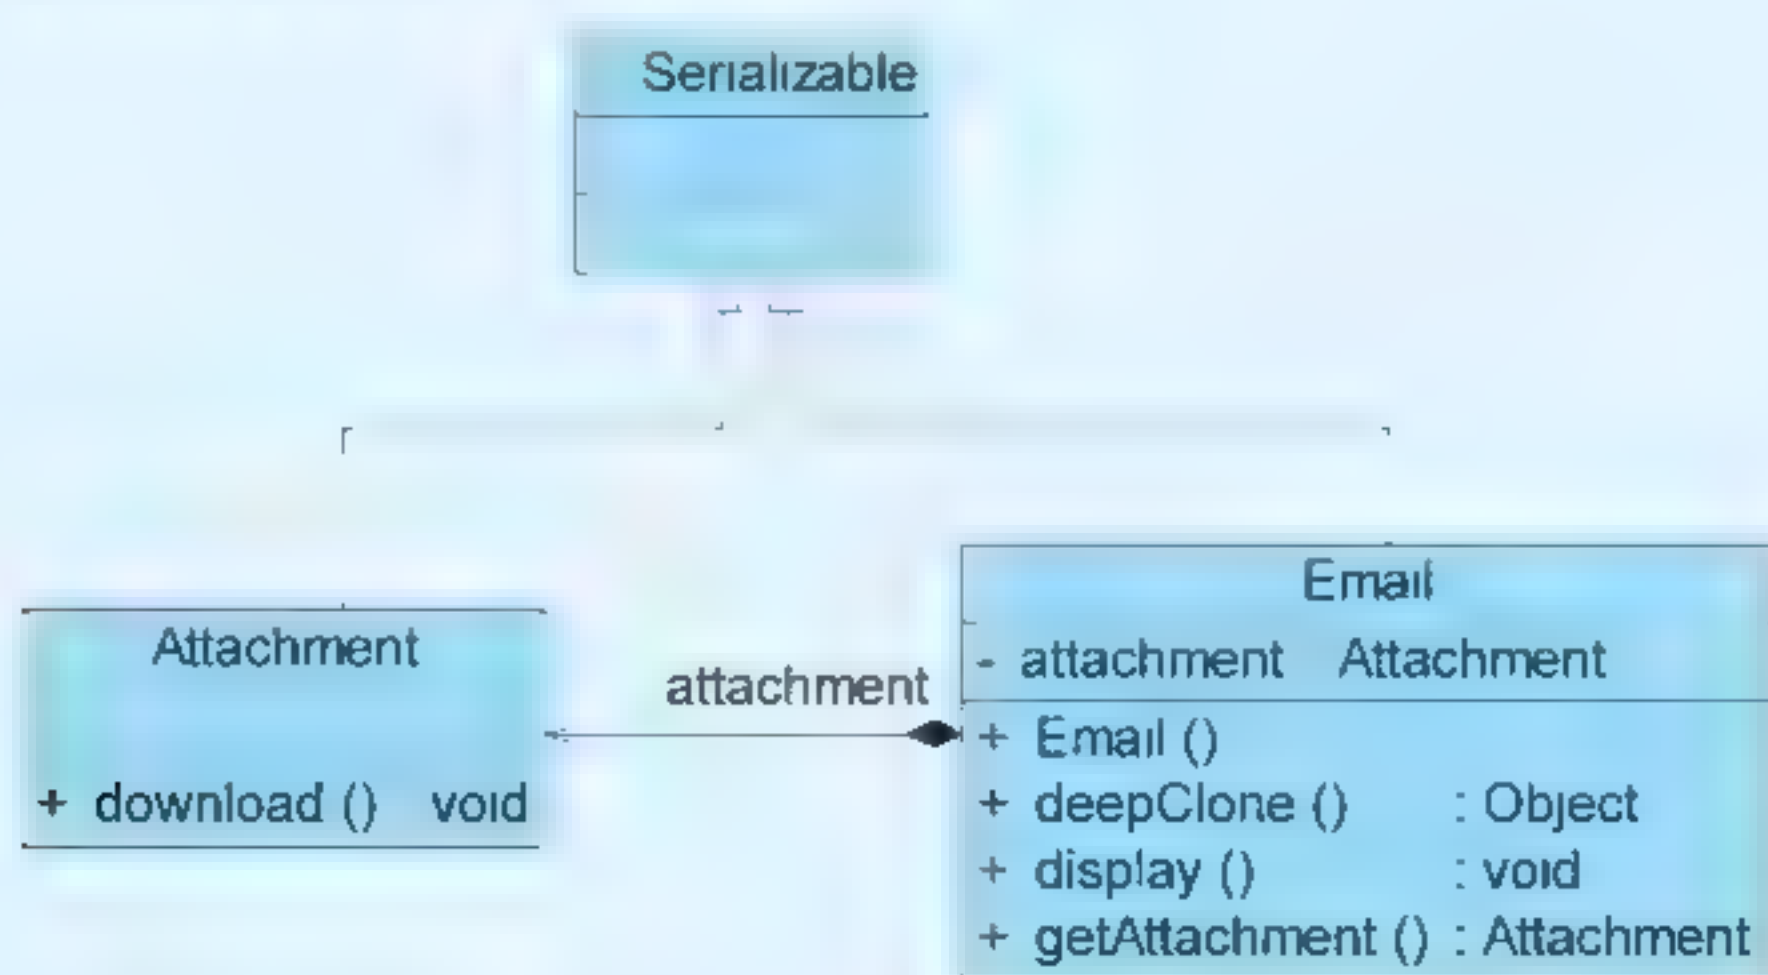 Serializable
Email
Attachment
- attachment Attachment
attachment
+ Email ()
+ download () void
+ deepClone () : Object
+ display () : void
+ getAttachment () : Attachment